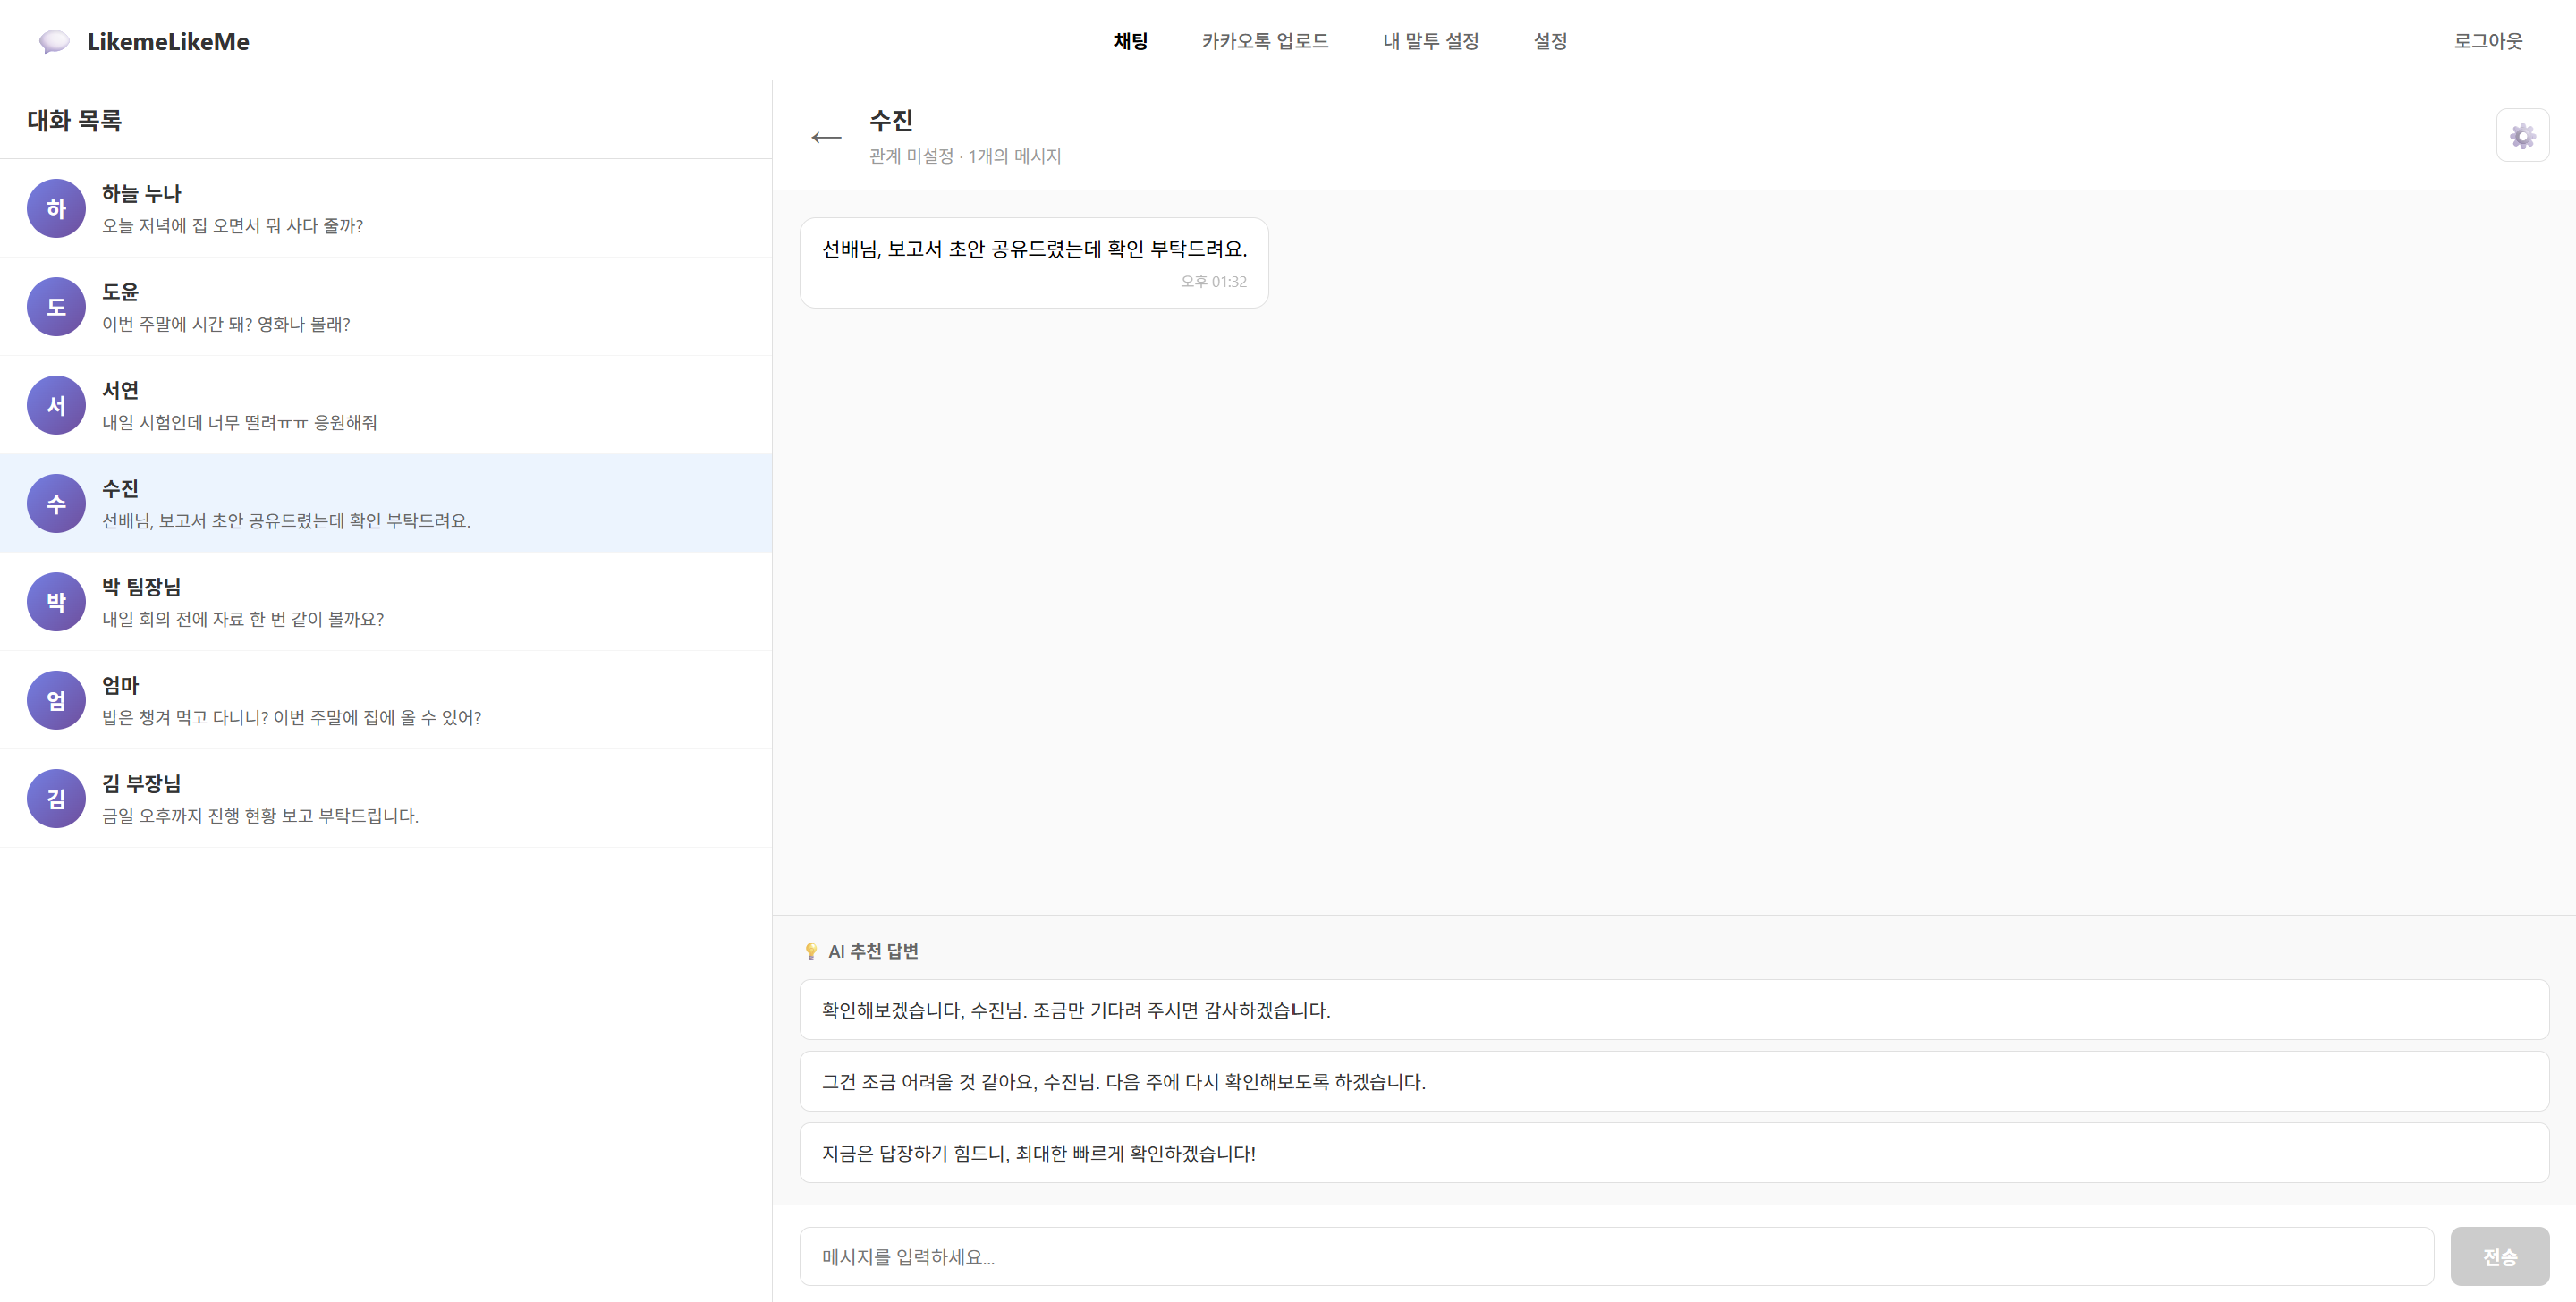 LikemeLikeMe
채팅
카카오톡 업로드
내 말투 설정
설정
로그아웃
대화 목록
하
하늘 누나
오늘 저녁에 집 오면서 뭐 사다 줄까?
도
도윤
이번 주말에 시간 돼? 영화나 볼래?
서
서연
내일 시험인데 너무 떨려ㅠㅠ 응원해줘
수
수진
선배님, 보고서 초안 공유드렸는데 확인 부탁드려요.
박
박 팀장님
내일 회의 전에 자료 한 번 같이 볼까요?
엄
엄마
밥은 챙겨 먹고 다니니? 이번 주말에 집에 올 수 있어?
김
김 부장님
금일 오후까지 진행 현황 보고 부탁드립니다.
←
수진
관계 미설정 · 1개의 메시지
선배님, 보고서 초안 공유드렸는데 확인 부탁드려요.
오후 01:32
AI 추천 답변
확인해보겠습니다, 수진님. 조금만 기다려 주시면 감사하겠습니다.
그건 조금 어려울 것 같아요, 수진님. 다음 주에 다시 확인해보도록 하겠습니다.
지금은 답장하기 힘드니, 최대한 빠르게 확인하겠습니다!
메시지를 입력하세요...
전송